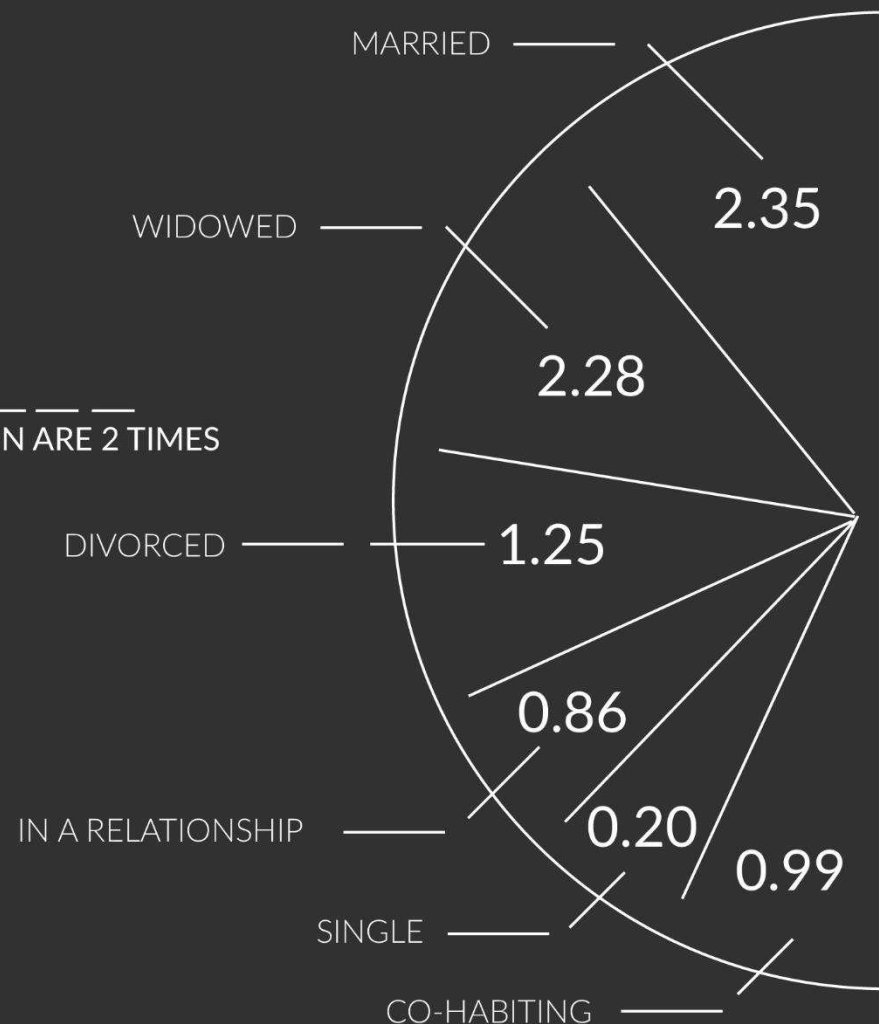 MARRIED
2.35
WIDOWED
2.28
N ARE 2 TIMES
DIVORCED
1.25
0.86
IN A RELATIONSHIP
0.20
0.99
SINGLE
CO-HABITING